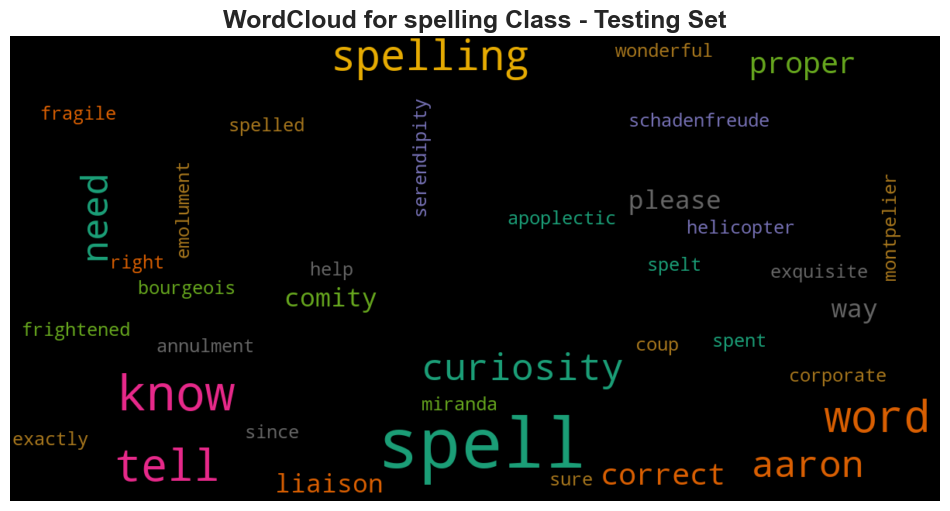 WordCloud for spelling Class - Testing Set
spelling
wonderful
proper
fragile
spelled
serendipity
schadenfreude
need
emolument
please
montpelier
apoplectic
helicopter
right
help
spelt
exquisite
bourgeois
comity
way
frightened
annulment
coup
spent
curiosity
know
corporate
miranda
word
exactly
since
spell
tell
aaron
liaison
sure
correct